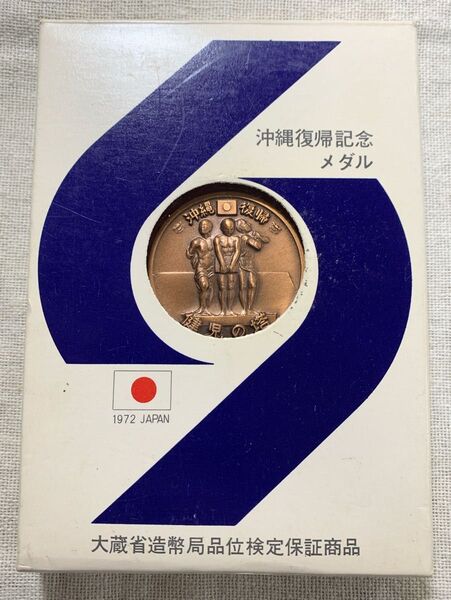 沖縄復帰記念
メダル
沖縄 復帰
健児の塔
1972 JAPAN
大蔵省造幣局品位検定保証商品